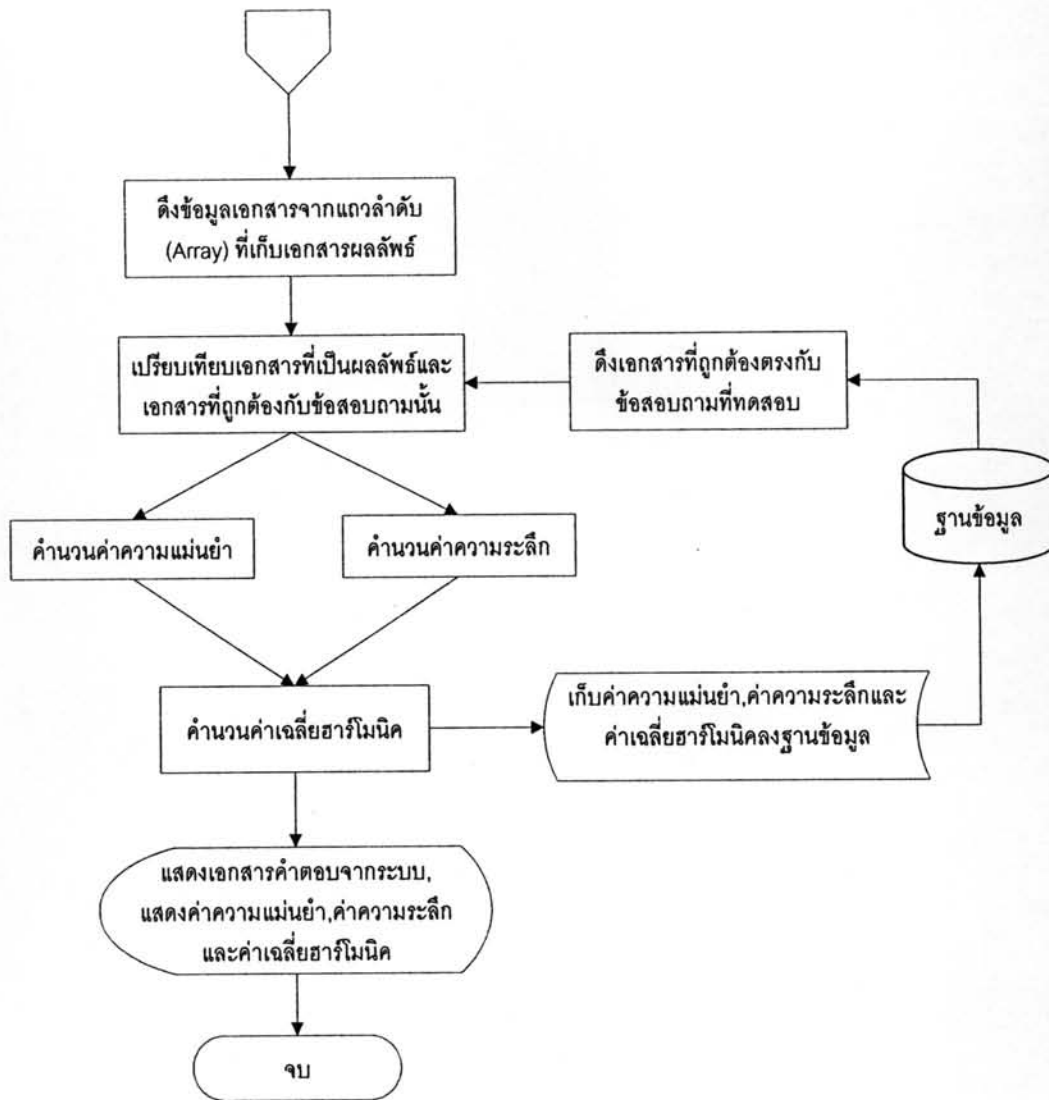 ดึงข้อมูลเอกสารจากแถวลำดับ
(Array) ที่เก็บเอกสารผลลัพธ์
เปรียบเทียบเอกสารที่เป็นผลลัพธ์และ
เอกสารที่ถูกต้องกับข้อสอบถามนั้น
ดึงเอกสารที่ถูกต้องตรงกับ
ข้อสอบถามที่ทดสอบ
ฐานข้อมูล
คำนวนค่าความแม่นยำ
คำนวนค่าความระลึก
คำนวนค่าเฉลี่ยฮาร์โมนิค
เก็บค่าความแม่นยำ,ค่าความระลึกและ
ค่าเฉลี่ยฮาร์โมนิคลงฐานข้อมูล
แสดงเอกสารคำตอบจากระบบ,
แสดงค่าความแม่นยำ,ค่าความระลึก
และค่าเฉลี่ยฮาร์โมนิค
จบ